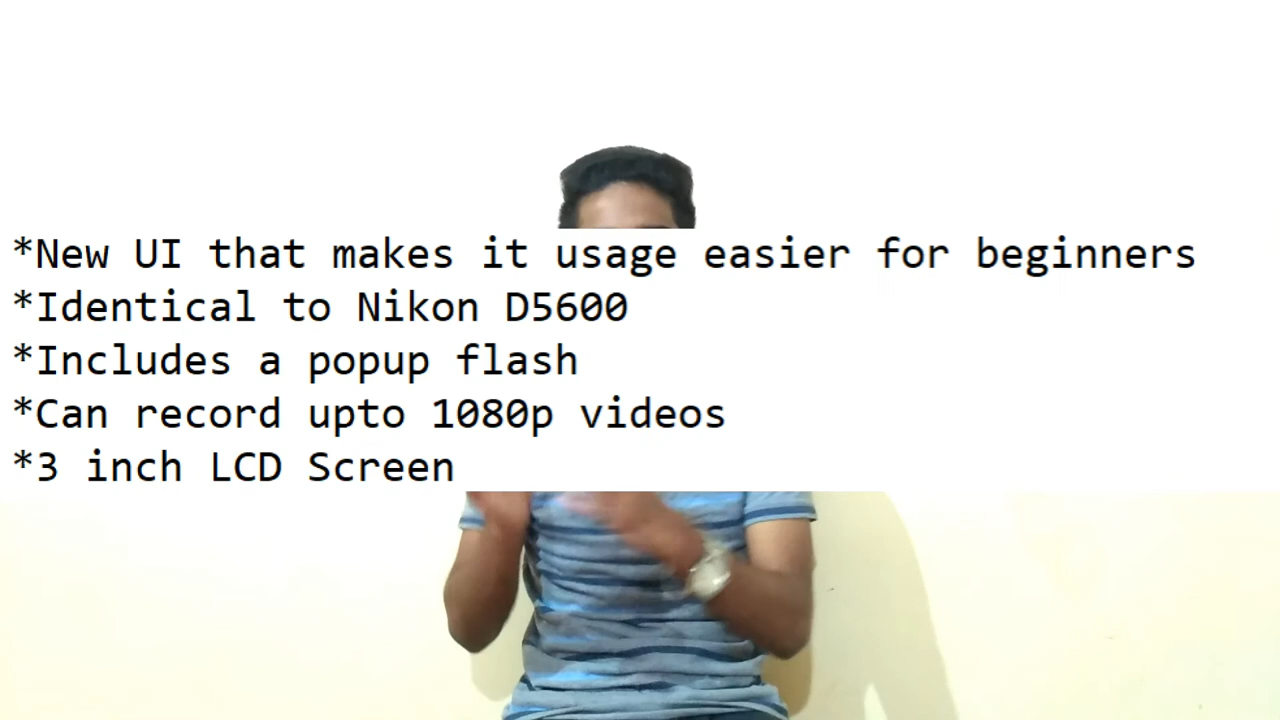 *New UI that makes it usage easier for beginners
*Identical to Nikon D5600
*Includes a popup flash
*Can record upto 1080p videos
*3 inch LCD Screen